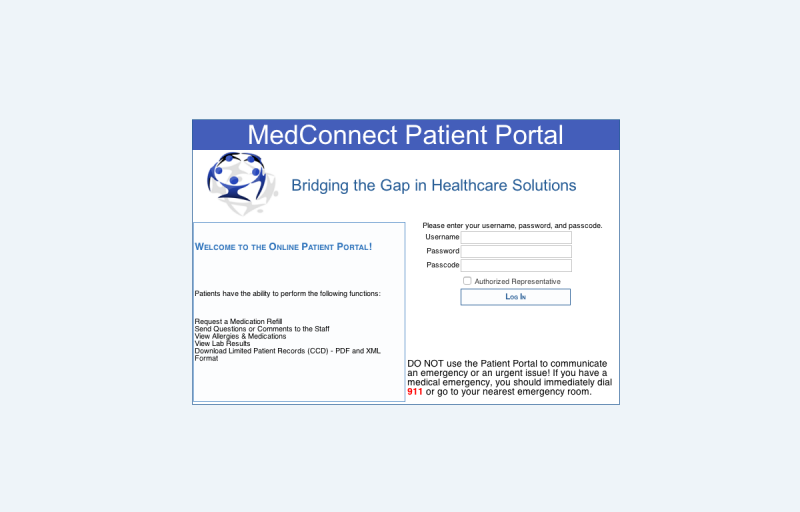 MedConnect Patient Portal
Bridging the Gap in Healthcare Solutions
Welcome to the Online Patient Portal!
Patients have the ability to perform the following functions:
Request a Medication Refill
Send Questions or Comments to the Staff
View Allergies & Medications
View Lab Results
Download Limited Patient Records (CCD) - PDF and XML
Format
Please enter your username, password, and passcode.
Username
Password
Passcode
Authorized Representative
Log In
DO NOT use the Patient Portal to communicate
an emergency or an urgent issue! If you have a
medical emergency, you should immediately dial
911 or go to your nearest emergency room.